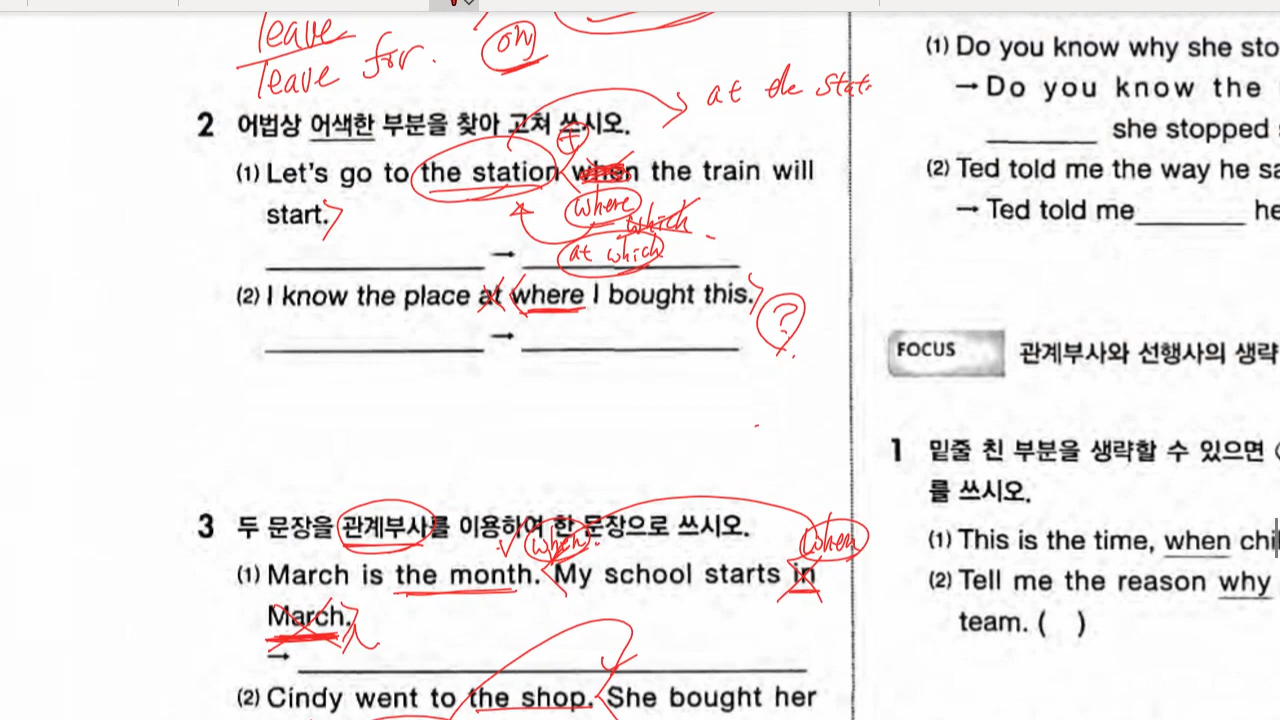 leave
leave for.
on
at the stat
2 어법상 어색한 부분을 찾아 고쳐 쓰시오.
(1) Let's go to the station when the train will
start.
where
which
at which
→
(2) I know the place at where I bought this.
?
→
3 두 문장을 관계부사를 이용하여 한 문장으로 쓰시오.
when
when
(1) March is the month. My school starts in
March.
→
(2) Cindy went to the shop. She bought her
(1) Do you know why she sto
→ Do you know the
she stopped
(2) Ted told me the way he sa
→ Ted told me he
FOCUS 관계부사와 선행사의 생략
1 밑줄 친 부분을 생략할 수 있으면
를 쓰시오.
(1) This is the time, when chi
(2) Tell me the reason why
team. ( )